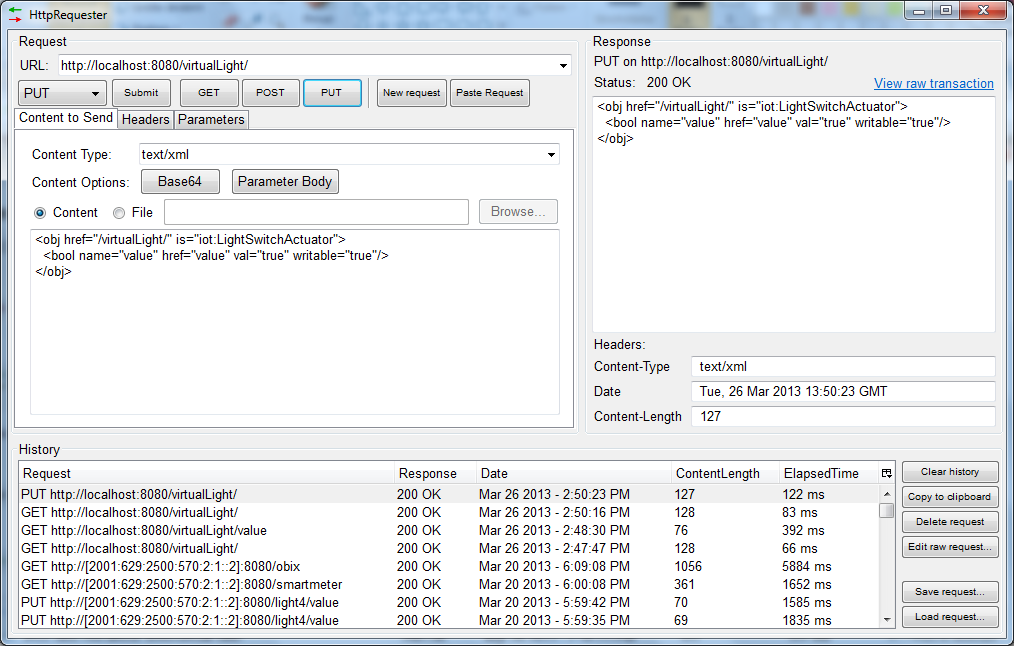 HttpRequester
Request
URL: http://localhost:8080/virtualLight/
PUT Submit GET POST PUT New request Paste Request
Content to Send Headers Parameters
Content Type: text/xml
Content Options: Base64 Parameter Body
Content File Browse...
<obj href="/virtualLight/" is="iot:LightSwitchActuator">
<bool name="value" href="value" val="true" writable="true"/>
</obj>
Response
PUT on http://localhost:8080/virtualLight/
Status: 200 OK View raw transaction
<obj href="/virtualLight/" is="iot:LightSwitchActuator">
<bool name="value" href="value" val="true" writable="true"/>
</obj>
Headers:
Content-Type text/xml
Date Tue, 26 Mar 2013 13:50:23 GMT
Content-Length 127
History
Request Response Date ContentLength ElapsedTime
PUT http://localhost:8080/virtualLight/ 200 OK Mar 26 2013 - 2:50:23 PM 127 122 ms
GET http://localhost:8080/virtualLight/ 200 OK Mar 26 2013 - 2:50:16 PM 128 83 ms
GET http://localhost:8080/virtualLight/value 200 OK Mar 26 2013 - 2:48:30 PM 76 392 ms
GET http://localhost:8080/virtualLight/ 200 OK Mar 26 2013 - 2:47:47 PM 128 66 ms
GET http://[2001:629:2500:570:2:1::2]:8080/obix 200 OK Mar 20 2013 - 6:09:08 PM 1056 5884 ms
GET http://[2001:629:2500:570:2:1::2]:8080/smartmeter 200 OK Mar 20 2013 - 6:00:08 PM 361 1652 ms
PUT http://[2001:629:2500:570:2:1::2]:8080/light4/value 200 OK Mar 20 2013 - 5:59:42 PM 70 1585 ms
PUT http://[2001:629:2500:570:2:1::2]:8080/light4/value 200 OK Mar 20 2013 - 5:59:35 PM 69 1835 ms
Clear history
Copy to clipboard
Delete request
Edit raw request...
Save request...
Load request...